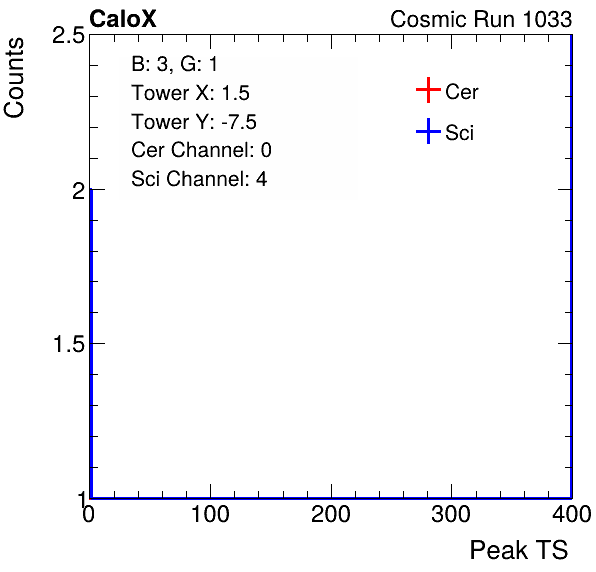 CaloX Cosmic Run 1033
Counts
2.5
B: 3, G: 1
Tower X: 1.5
Tower Y: -7.5
Cer Channel: 0
Sci Channel: 4
Cer
Sci
2
1.5
1
0 100 200 300 400
Peak TS